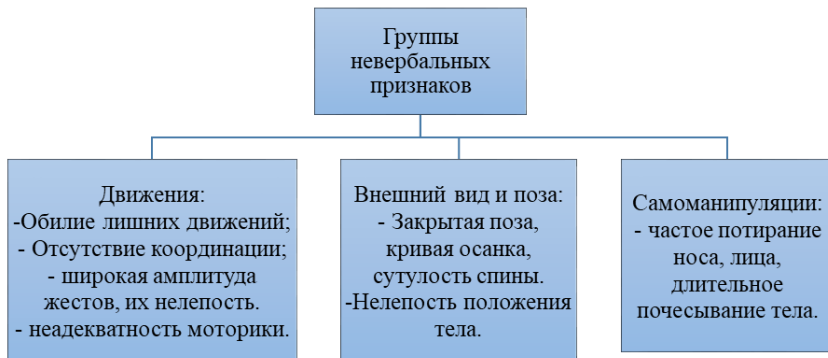 Группы
невербальных
признаков
Движения:
-Обилие лишних движений;
- Отсутствие координации;
- широкая амплитуда
жестов, их нелепость.
- неадекватность моторики.
Внешний вид и поза:
- Закрытая поза,
кривая осанка,
сутулость спины.
-Нелепость положения
тела.
Самоманипуляции:
- частое потирание
носа, лица,
длительное
почесывание тела.